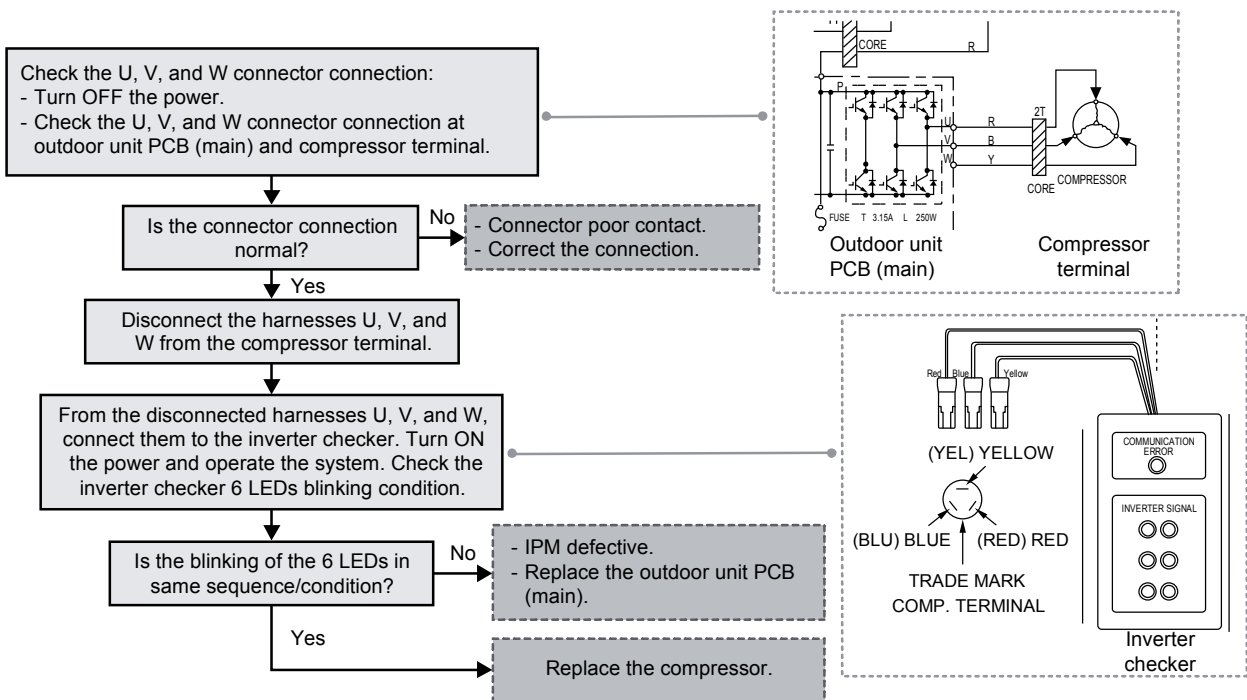 Check the U, V, and W connector connection:
- Turn OFF the power.
- Check the U, V, and W connector connection at
outdoor unit PCB (main) and compressor terminal.
Is the connector connection
normal?
No
- Connector poor contact.
- Correct the connection.
Yes
Disconnect the harnesses U, V, and
W from the compressor terminal.
From the disconnected harnesses U, V, and W,
connect them to the inverter checker. Turn ON
the power and operate the system. Check the
inverter checker 6 LEDs blinking condition.
Is the blinking of the 6 LEDs in
same sequence/condition?
No
- IPM defective.
- Replace the outdoor unit PCB
(main).
Yes
Replace the compressor.
CORE
R
P
U
R
2T
V
B
W
Y
CORE
COMPRESSOR
FUSE T 3.15A L 250W
Outdoor unit
PCB (main)
Compressor
terminal
Red
Blue
Yellow
(YEL) YELLOW
(BLU) BLUE
(RED) RED
TRADE MARK
COMP. TERMINAL
COMMUNICATION
ERROR
INVERTER SIGNAL
Inverter
checker